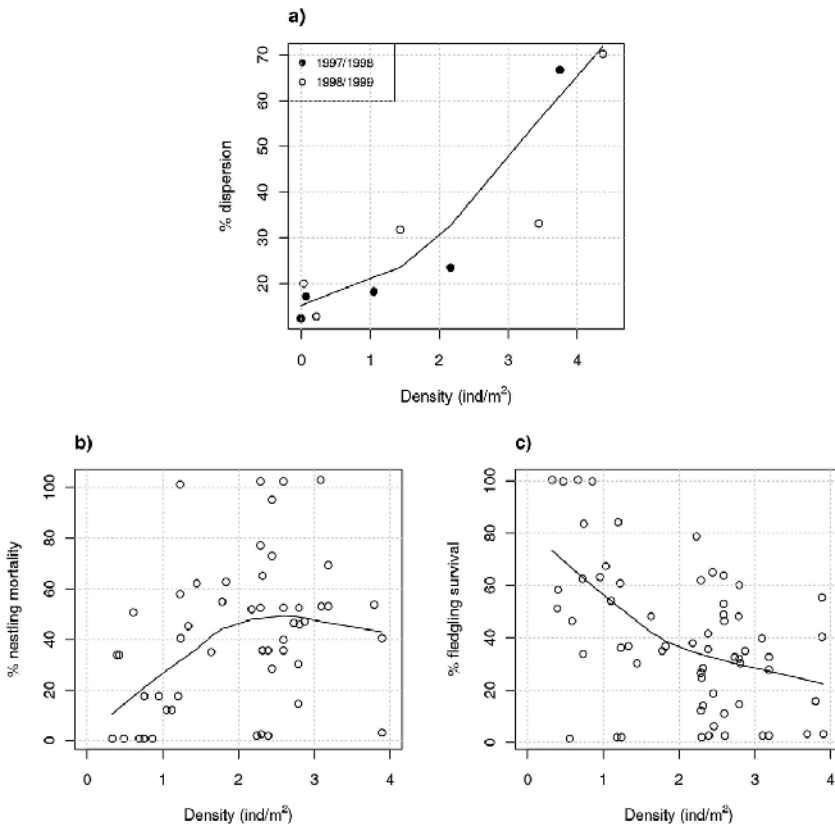 a)
1997/1998
1998/1999
70
60
50
40
30
20
% dispersion
0 1 2 3 4
Density (ind/m²)
b)
100
80
60
40
20
0
% nestling mortality
0 1 2 3 4
Density (ind/m²)
c)
100
80
60
40
20
0
% fledgling survival
0 1 2 3 4
Density (ind/m²)